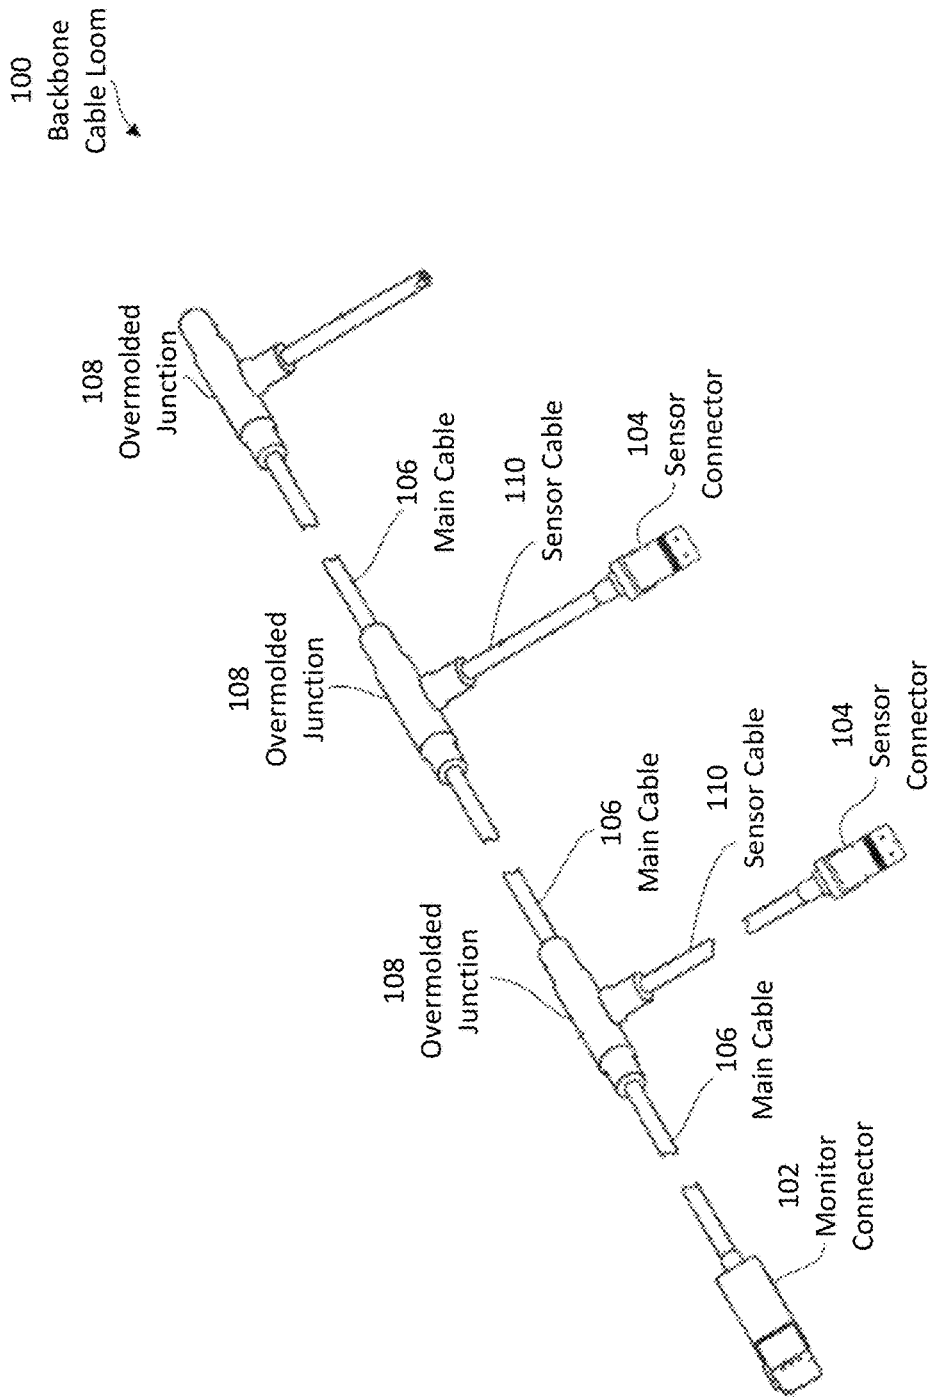 100
Backbone
Cable Loom
108
Overmolded
Junction
106
Main Cable
110
Sensor Cable
104
Sensor
Connector
108
Overmolded
Junction
106
Main Cable
110
Sensor Cable
104
Sensor
Connector
108
Overmolded
Junction
106
Main Cable
102
Monitor
Connector